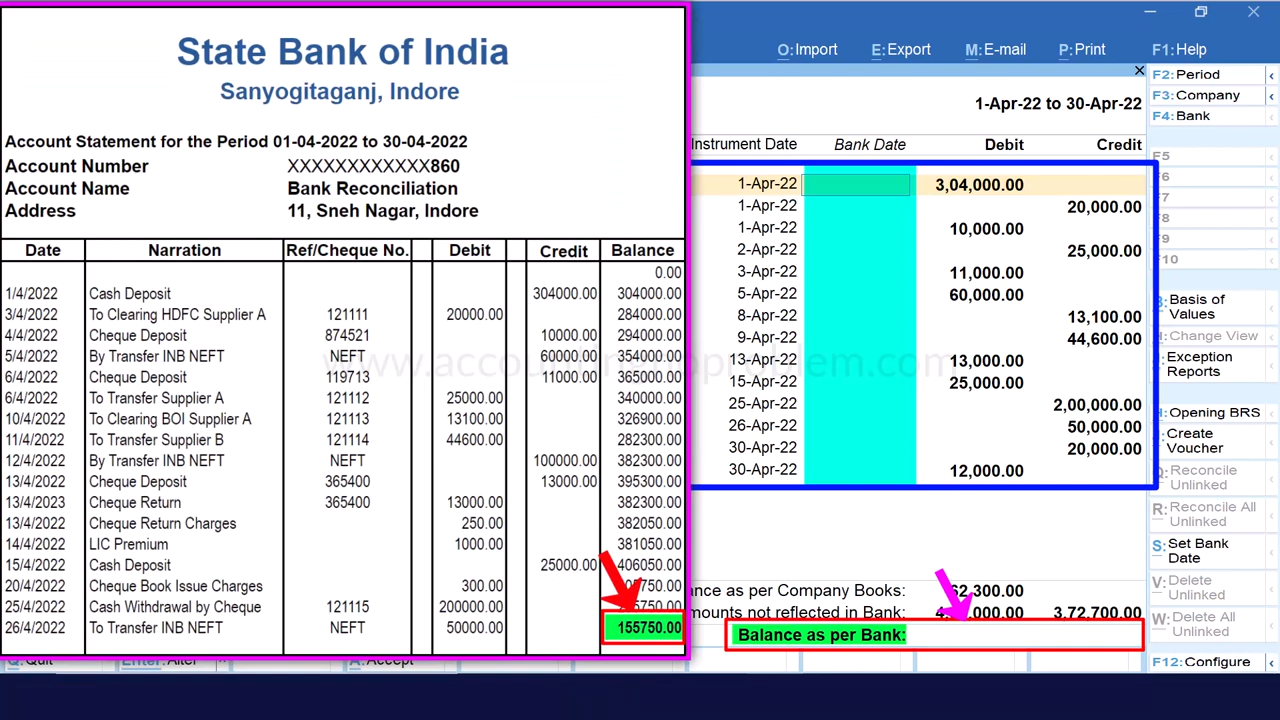 State Bank of India
Sanyogitaganj, Indore
Account Statement for the Period 01-04-2022 to 30-04-2022
Account Number XXXXXXXXXXXX860
Account Name Bank Reconciliation
Address 11, Sneh Nagar, Indore
Date Narration Ref/Cheque No. Debit Credit Balance
0.00
1/4/2022 Cash Deposit 304000.00 304000.00
3/4/2022 To Clearing HDFC Supplier A 121111 20000.00 284000.00
4/4/2022 Cheque Deposit 874521 10000.00 294000.00
5/4/2022 By Transfer INB NEFT NEFT 60000.00 354000.00
6/4/2022 Cheque Deposit 119713 11000.00 365000.00
6/4/2022 To Transfer Supplier A 121112 25000.00 340000.00
10/4/2022 To Clearing BOI Supplier A 121113 13100.00 326900.00
11/4/2022 To Transfer Supplier B 121114 44600.00 282300.00
12/4/2022 By Transfer INB NEFT NEFT 100000.00 382300.00
13/4/2022 Cheque Deposit 365400 13000.00 395300.00
13/4/2023 Cheque Return 365400 13000.00 382300.00
13/4/2022 Cheque Return Charges 250.00 382050.00
14/4/2022 LIC Premium 1000.00 381050.00
15/4/2022 Cash Deposit 25000.00 406050.00
20/4/2022 Cheque Book Issue Charges 300.00
25/4/2022 Cash Withdrawal by Cheque 121115 200000.00
26/4/2022 To Transfer INB NEFT NEFT 50000.00 155750.00
O:Import E:Export M:E-mail P:Print F1:Help
1-Apr-22 to 30-Apr-22
Instrument Date Bank Date Debit Credit
1-Apr-22 3,04,000.00
1-Apr-22 20,000.00
1-Apr-22 10,000.00
2-Apr-22 25,000.00
3-Apr-22 11,000.00
5-Apr-22 60,000.00
8-Apr-22 13,100.00
9-Apr-22 44,600.00
13-Apr-22 13,000.00
15-Apr-22 25,000.00
25-Apr-22 2,00,000.00
26-Apr-22 50,000.00
30-Apr-22 20,000.00
30-Apr-22 12,000.00
as per Company Books:
not reflected in Bank: 3,72,700.00
Balance as per Bank:
F2:Period
F3:Company
F4:Bank
F5
F6
F7
F8
F9
F10
Basis of
Values
Change View
Exception
Reports
Opening BRS
Create
Voucher
Reconcile
Unlinked
R:Reconcile All
Unlinked
S:Set Bank
Date
V:Delete
Unlinked
W:Delete All
Unlinked
F12:Configure